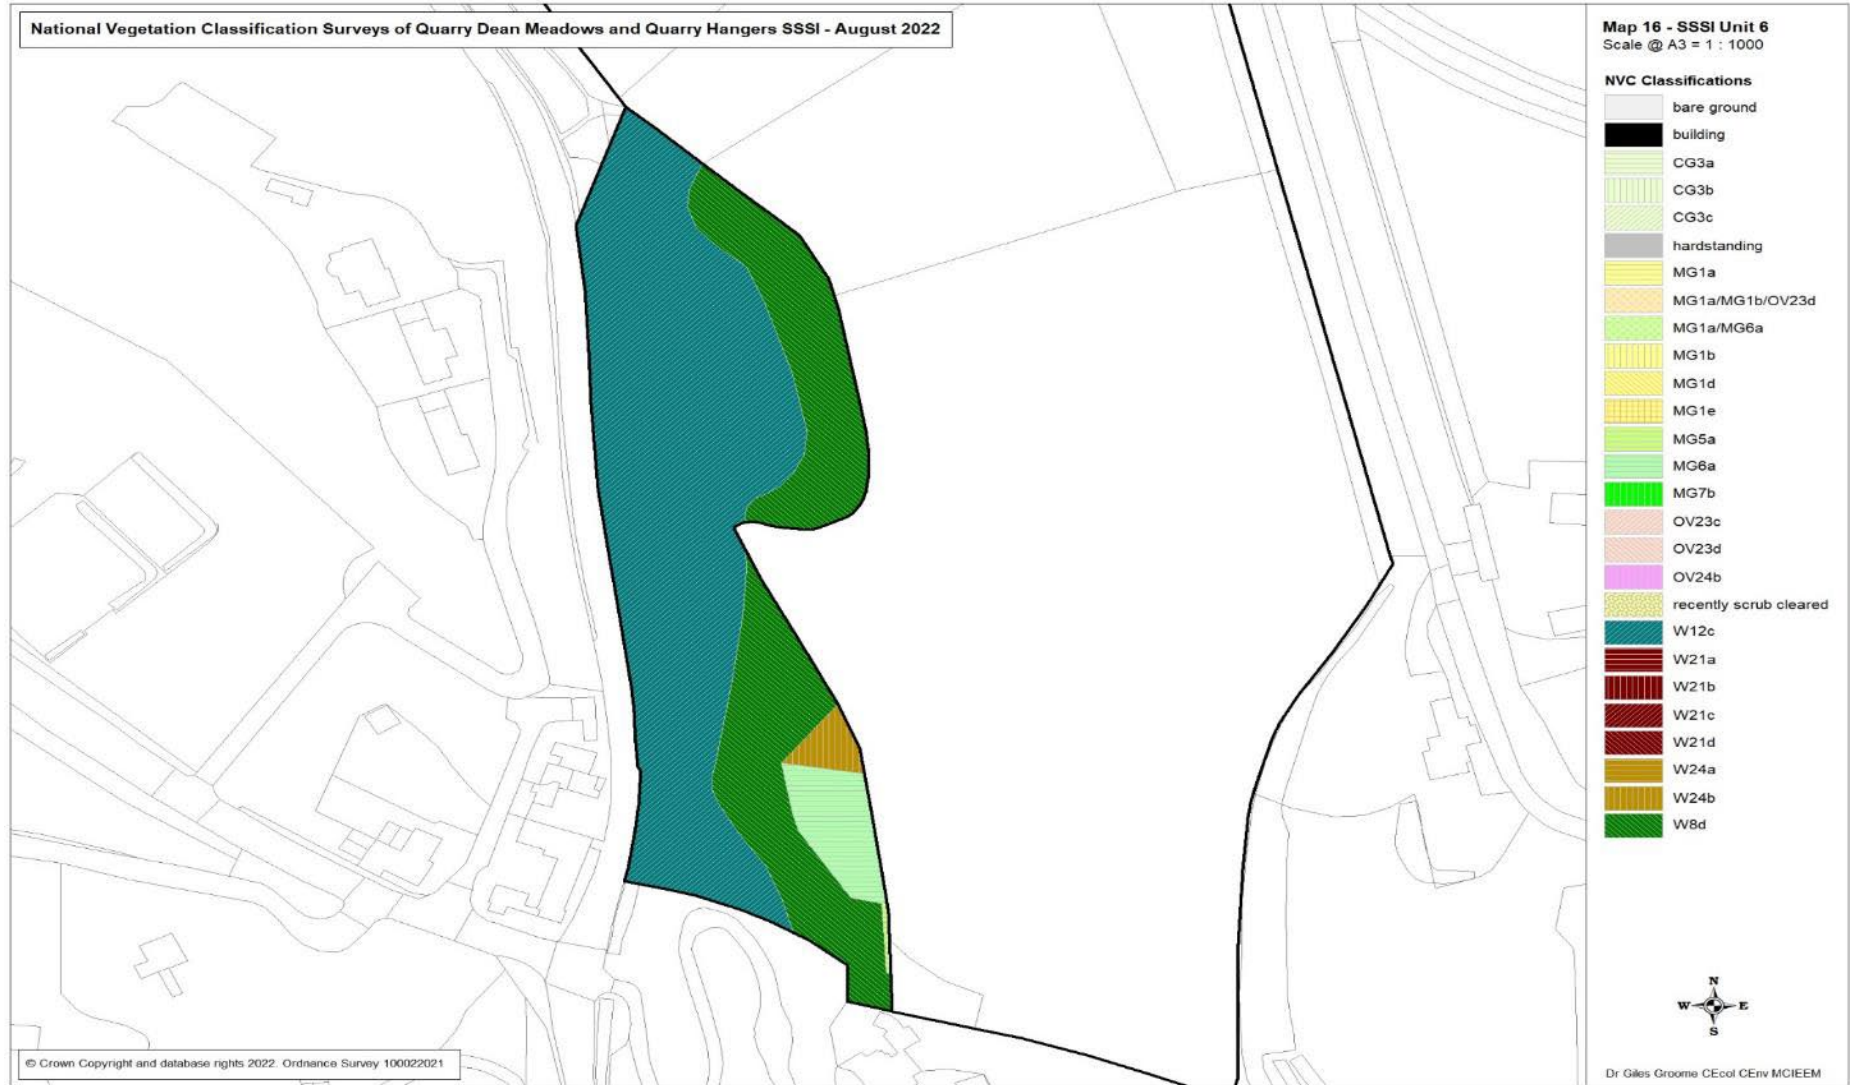 National Vegetation Classification Surveys of Quarry Dean Meadows and Quarry Hangers SSSI - August 2022
Map 16 - SSSI Unit 6
Scale @ A3 = 1 : 1000
NVC Classifications
bare ground
building
CG3a
CG3b
CG3c
hardstanding
MG1a
MG1a/MG1b/OV23d
MG1a/MG6a
MG1b
MG1d
MG1e
MG5a
MG6a
MG7b
OV23c
OV23d
OV24b
recently scrub cleared
W12c
W21a
W21b
W21c
W21d
W24a
W24b
W8d
N
W E
S
© Crown Copyright and database rights 2022. Ordnance Survey 100022021
Dr Giles Groome CEcol CEnv MCIEEM